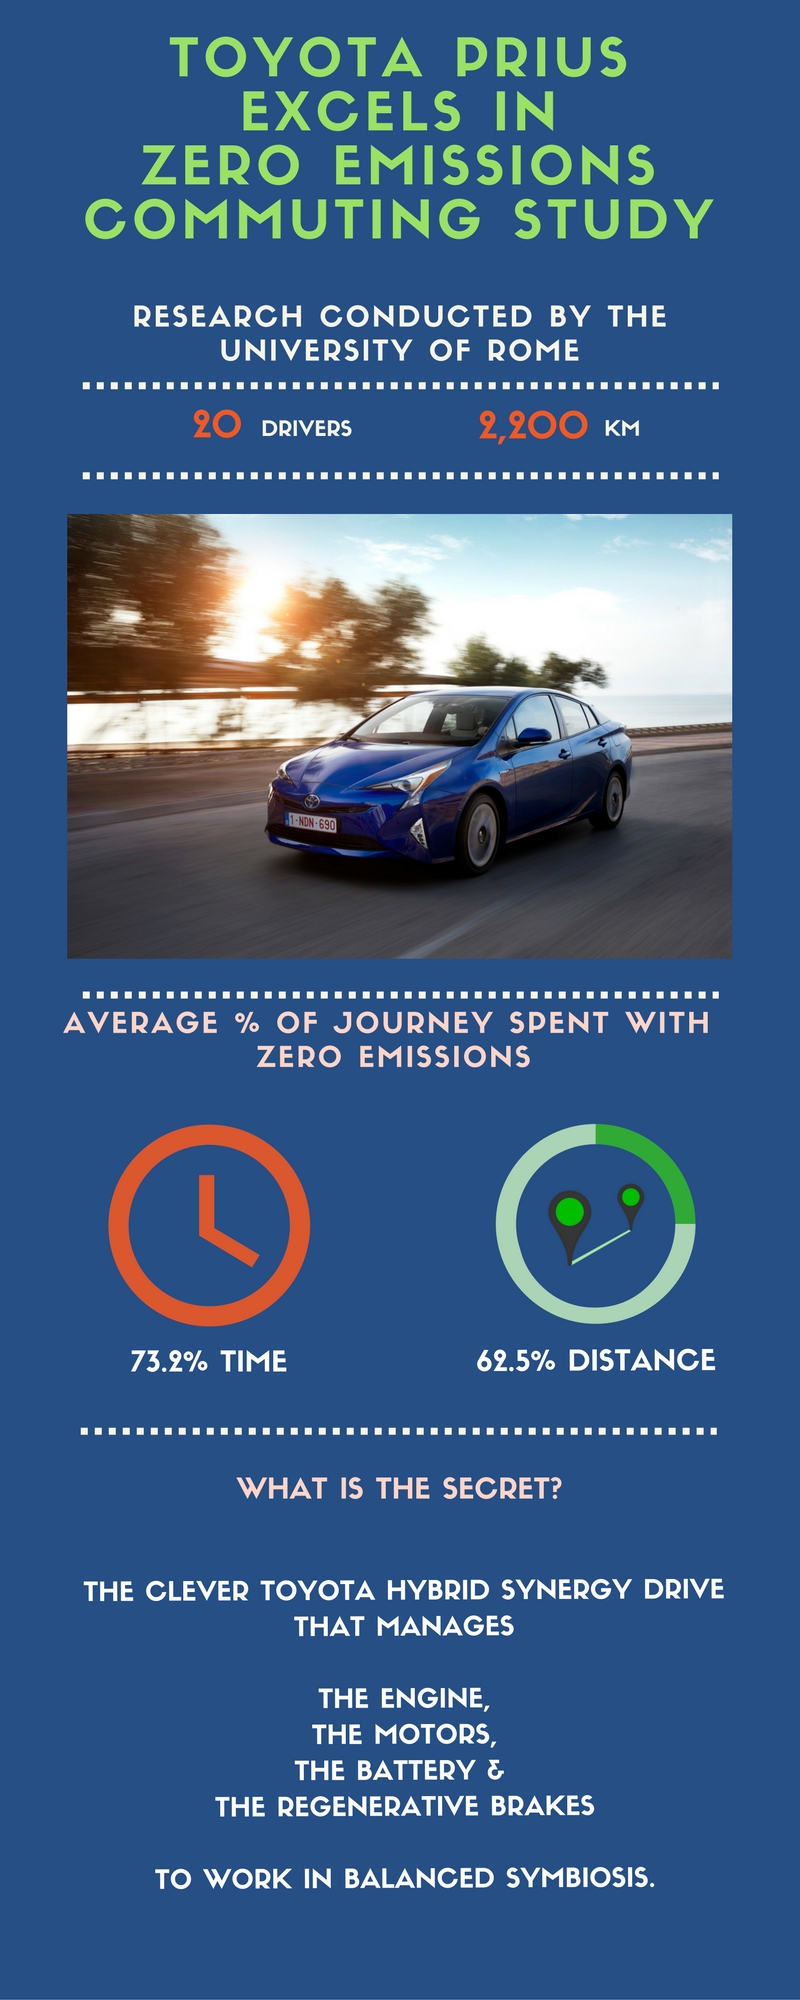 TOYOTA PRIUS
EXCELS IN
ZERO EMISSIONS
COMMUTING STUDY
RESEARCH CONDUCTED BY THE
UNIVERSITY OF ROME
20 DRIVERS 2,200 KM
1-NDN-690
AVERAGE % OF JOURNEY SPENT WITH
ZERO EMISSIONS
73.2% TIME 62.5% DISTANCE
WHAT IS THE SECRET?
THE CLEVER TOYOTA HYBRID SYNERGY DRIVE
THAT MANAGES
THE ENGINE,
THE MOTORS,
THE BATTERY &
THE REGENERATIVE BRAKES
TO WORK IN BALANCED SYMBIOSIS.